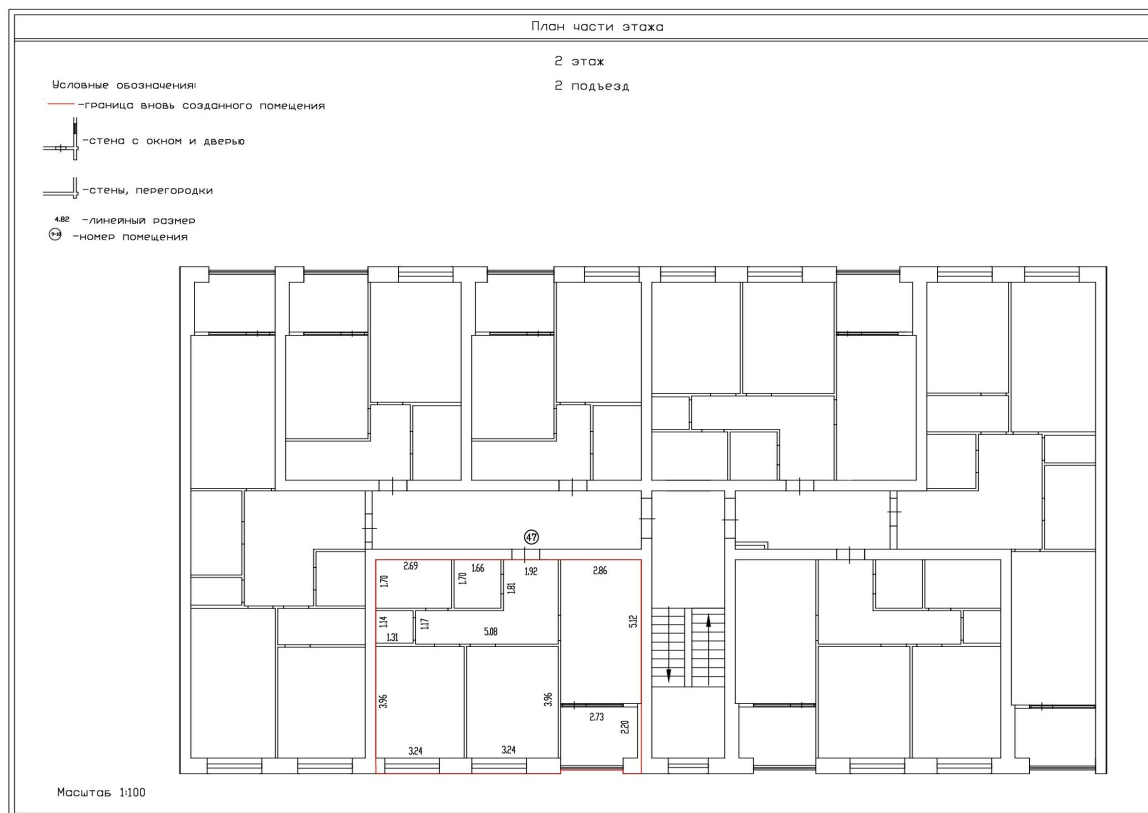 План части этажа
2 этаж
2 подъезд
Условные обозначения:
-граница вновь созданного помещения
-стена с окном и дверью
-стены, перегородки
4.82 -линейный размер
-номер помещения
47
2.69 1.66 1.92 2.86
1.70 1.70 1.81
1.14 1.17 5.12
1.31 5.08
3.96 3.96
2.73 2.20
3.24 3.24
Масштаб 1:100